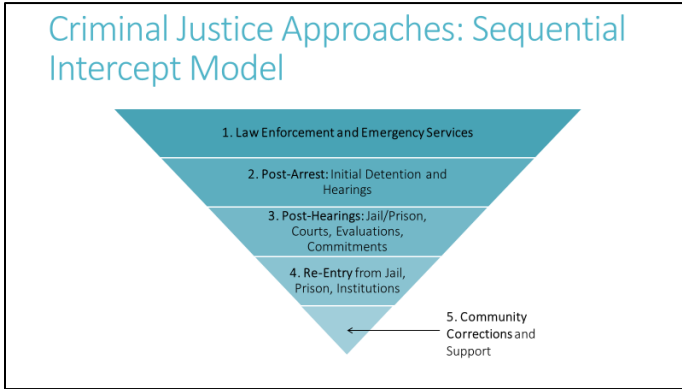 Criminal Justice Approaches: Sequential
Intercept Model
1. Law Enforcement and Emergency Services
2. Post-Arrest: Initial Detention and
Hearings
3. Post-Hearings: Jail/Prison,
Courts, Evaluations,
Commitments
4. Re-Entry from Jail,
Prison, Institutions
5. Community
Corrections and
Support